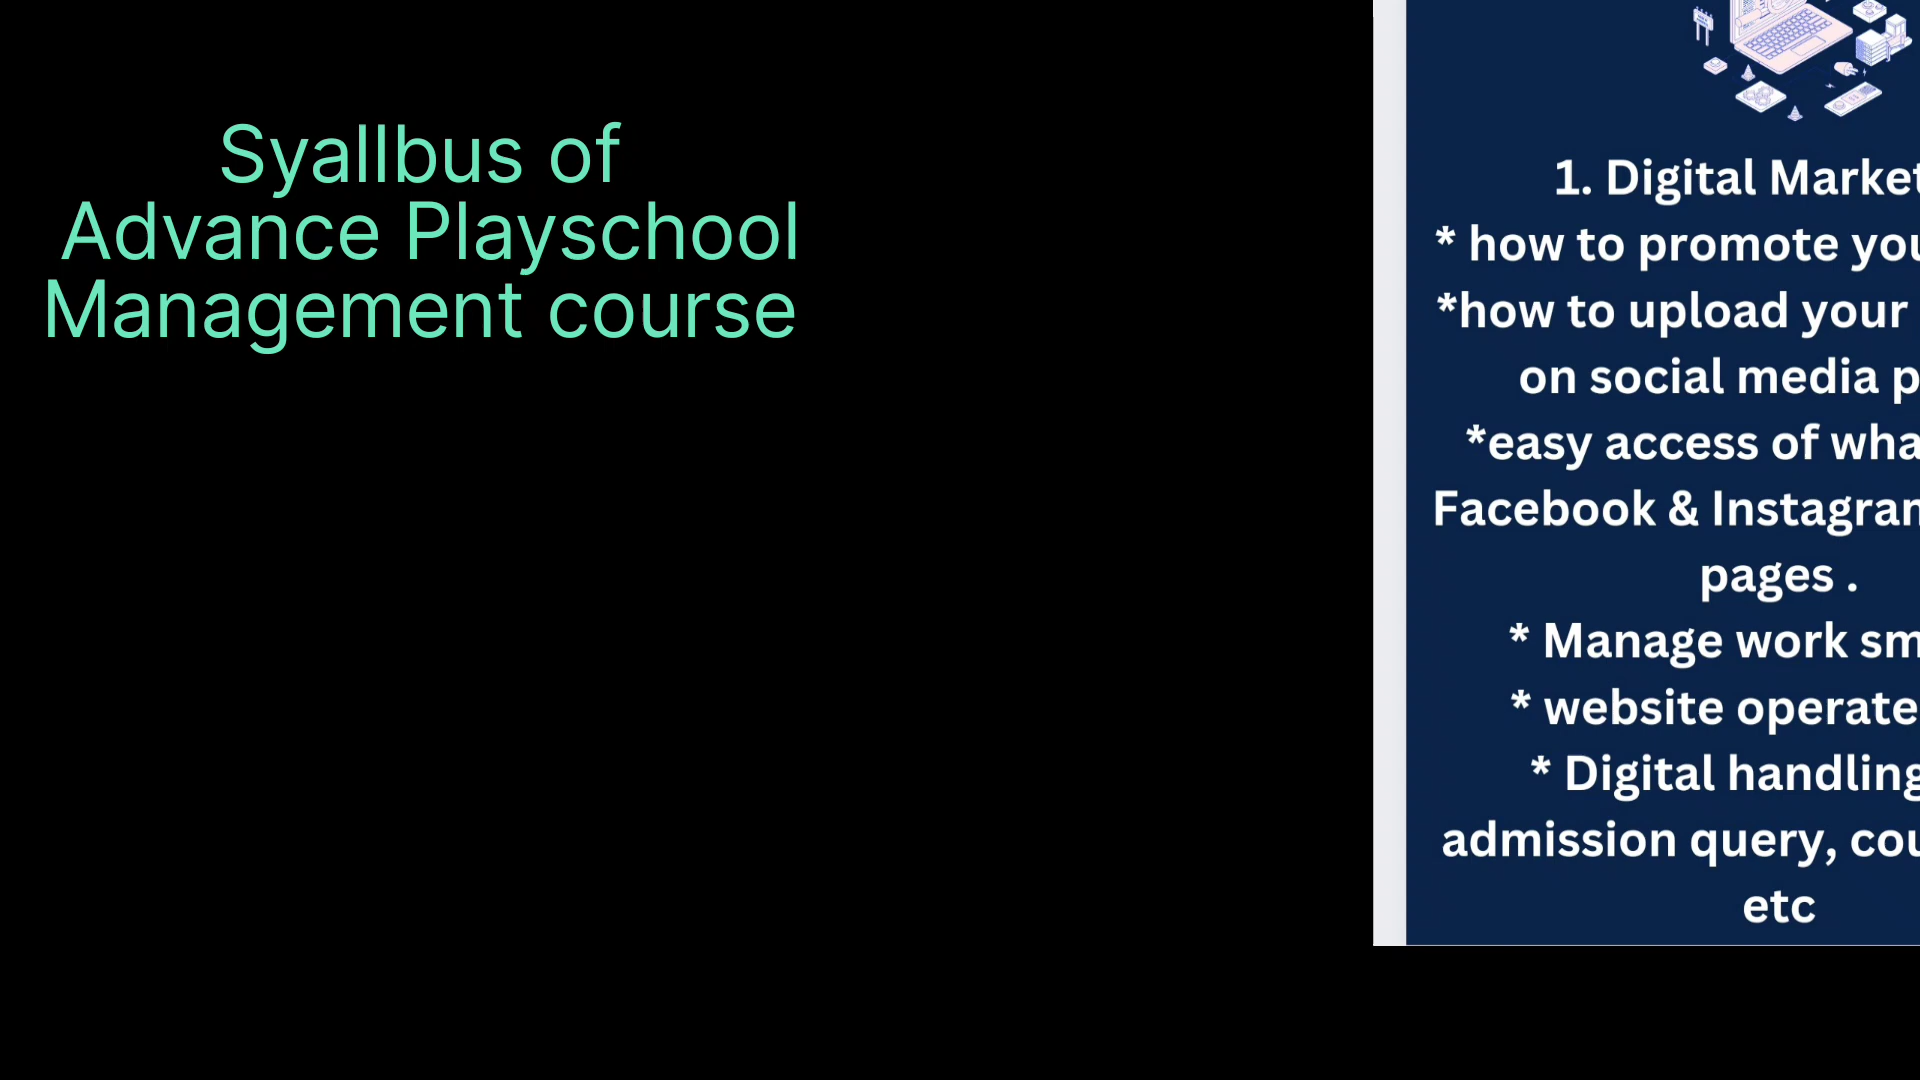 Syallbus of
Advance Playschool
Management course
1. Digital Market
* how to promote you
*how to upload your
on social media p
*easy access of wha
Facebook & Instagram
pages .
* Manage work sm
* website operate
* Digital handling
admission query, cou
etc